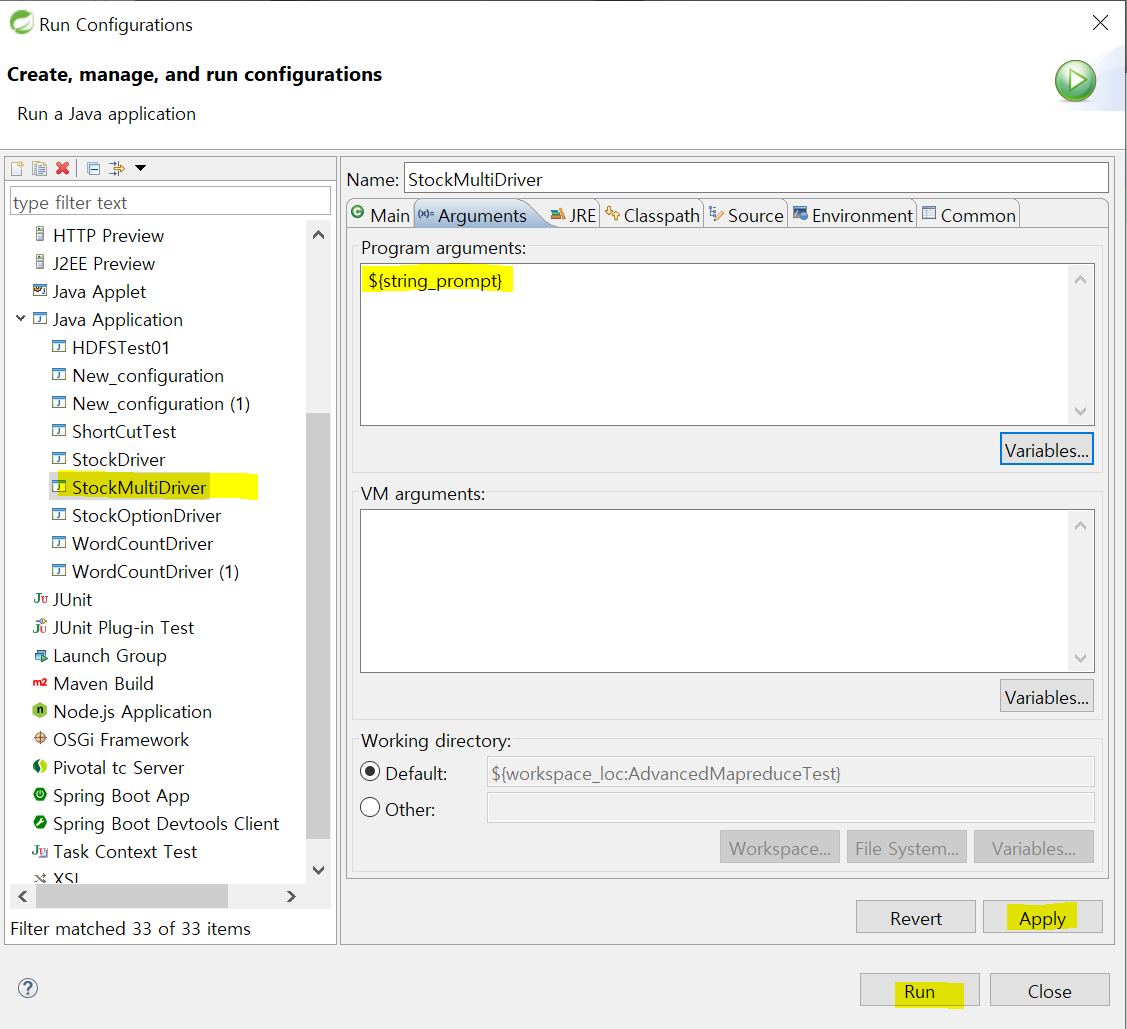 Run Configurations
Create, manage, and run configurations
Run a Java application
type filter text
HTTP Preview
J2EE Preview
Java Applet
Java Application
HDFSTest01
New_configuration
New_configuration (1)
ShortCutTest
StockDriver
StockMultiDriver
StockOptionDriver
WordCountDriver
WordCountDriver (1)
JUnit
JUnit Plug-in Test
Launch Group
Maven Build
Node.js Application
OSGi Framework
Pivotal tc Server
Spring Boot App
Spring Boot Devtools Client
Task Context Test
XSL
Filter matched 33 of 33 items
Name: StockMultiDriver
Main (x)= Arguments JRE Classpath Source Environment Common
Program arguments:
${string_prompt}
Variables...
VM arguments:
Variables...
Working directory:
Default: ${workspace_loc:AdvancedMapreduceTest}
Other:
Workspace... File System... Variables...
Revert Apply
Run Close